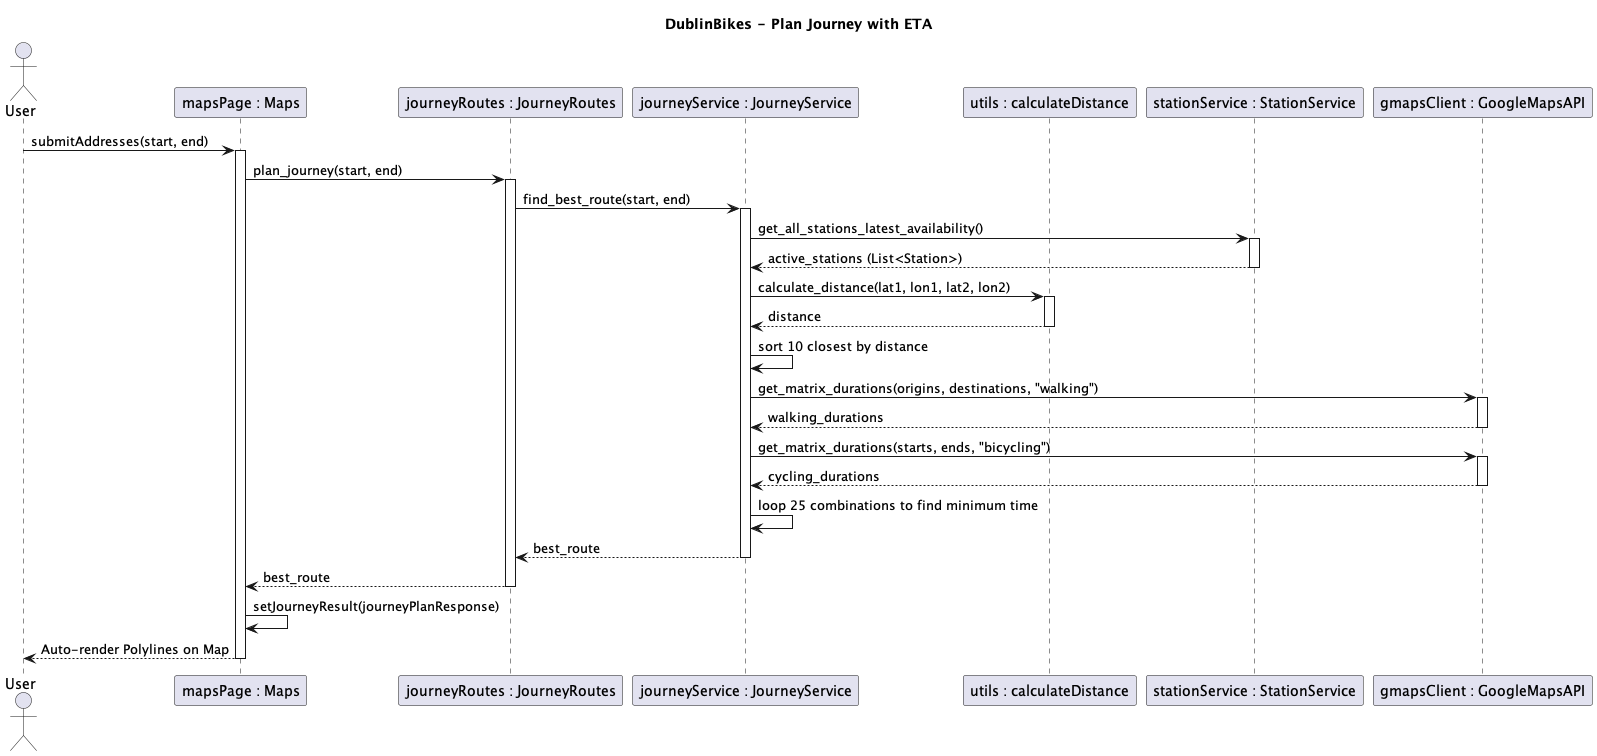 DublinBikes - Plan Journey with ETA
User
mapsPage : Maps
journeyRoutes : JourneyRoutes
journeyService : JourneyService
utils : calculateDistance
stationService : StationService
gmapsClient : GoogleMapsAPI
submitAddresses(start, end)
plan_journey(start, end)
find_best_route(start, end)
get_all_stations_latest_availability()
active_stations (List<Station>)
calculate_distance(lat1, lon1, lat2, lon2)
distance
sort 10 closest by distance
get_matrix_durations(origins, destinations, "walking")
walking_durations
get_matrix_durations(starts, ends, "bicycling")
cycling_durations
loop 25 combinations to find minimum time
best_route
best_route
setJourneyResult(journeyPlanResponse)
Auto-render Polylines on Map
User
mapsPage : Maps
journeyRoutes : JourneyRoutes
journeyService : JourneyService
utils : calculateDistance
stationService : StationService
gmapsClient : GoogleMapsAPI